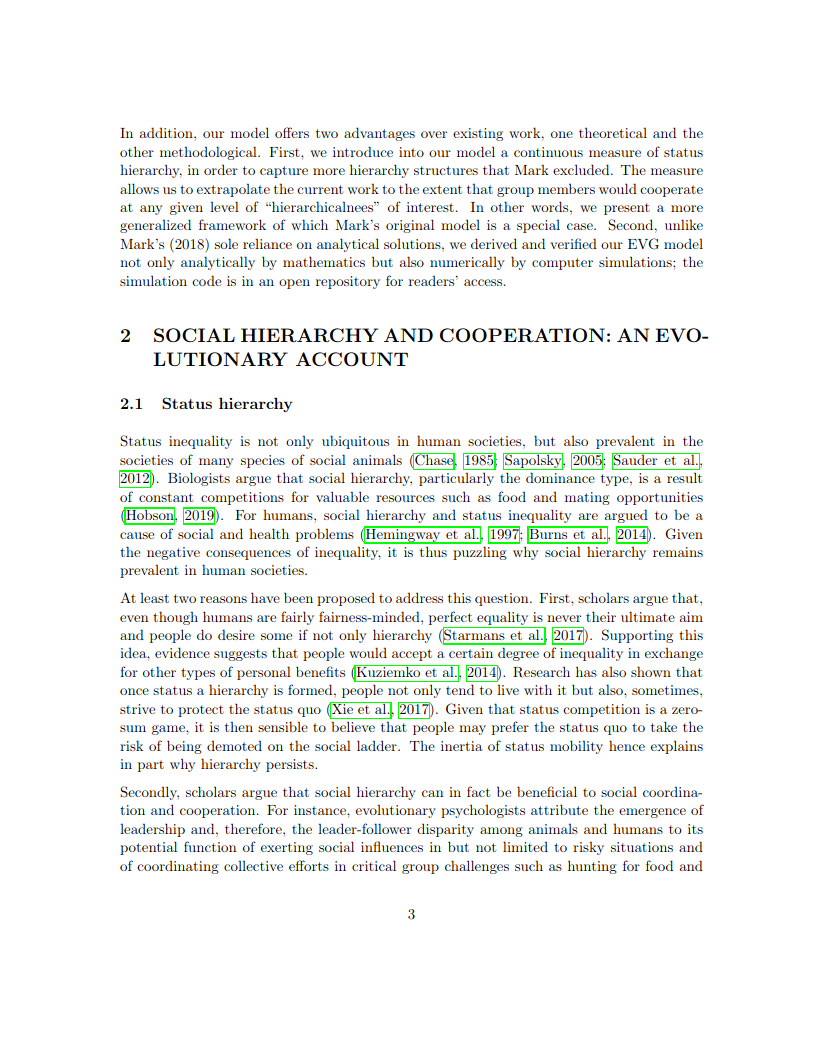 In addition, our model offers two advantages over existing work, one theoretical and the
other methodological. First, we introduce into our model a continuous measure of status
hierarchy, in order to capture more hierarchy structures that Mark excluded. The measure
allows us to extrapolate the current work to the extent that group members would cooperate
at any given level of “hierarchicalnees” of interest. In other words, we present a more
generalized framework of which Mark’s original model is a special case. Second, unlike
Mark’s (2018) sole reliance on analytical solutions, we derived and verified our EVG model
not only analytically by mathematics but also numerically by computer simulations; the
simulation code is in an open repository for readers’ access.
2 SOCIAL HIERARCHY AND COOPERATION: AN EVO-
LUTIONARY ACCOUNT
2.1 Status hierarchy
Status inequality is not only ubiquitous in human societies, but also prevalent in the
societies of many species of social animals (Chase, 1985; Sapolsky, 2005; Sauder et al.,
2012). Biologists argue that social hierarchy, particularly the dominance type, is a result
of constant competitions for valuable resources such as food and mating opportunities
(Hobson, 2019). For humans, social hierarchy and status inequality are argued to be a
cause of social and health problems (Hemingway et al., 1997; Burns et al., 2014). Given
the negative consequences of inequality, it is thus puzzling why social hierarchy remains
prevalent in human societies.
At least two reasons have been proposed to address this question. First, scholars argue that,
even though humans are fairly fairness-minded, perfect equality is never their ultimate aim
and people do desire some if not only hierarchy (Starmans et al., 2017). Supporting this
idea, evidence suggests that people would accept a certain degree of inequality in exchange
for other types of personal benefits (Kuziemko et al., 2014). Research has also shown that
once status a hierarchy is formed, people not only tend to live with it but also, sometimes,
strive to protect the status quo (Xie et al., 2017). Given that status competition is a zero-
sum game, it is then sensible to believe that people may prefer the status quo to take the
risk of being demoted on the social ladder. The inertia of status mobility hence explains
in part why hierarchy persists.
Secondly, scholars argue that social hierarchy can in fact be beneficial to social coordina-
tion and cooperation. For instance, evolutionary psychologists attribute the emergence of
leadership and, therefore, the leader-follower disparity among animals and humans to its
potential function of exerting social influences in but not limited to risky situations and
of coordinating collective efforts in critical group challenges such as hunting for food and
3